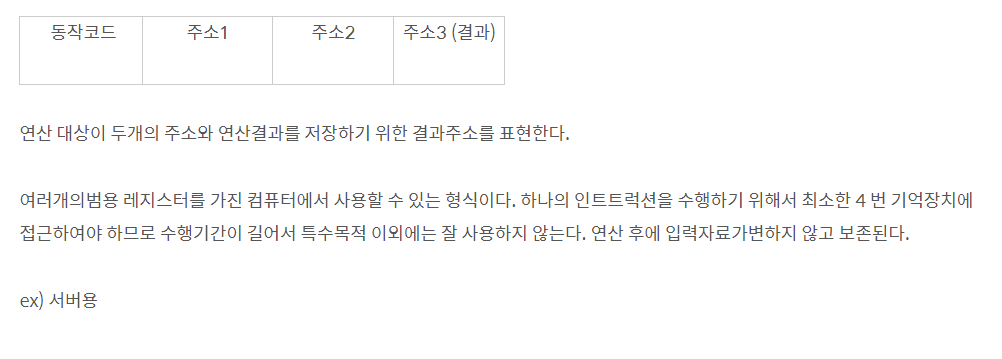 동작코드 주소1 주소2 주소3 (결과)
연산 대상이 두개의 주소와 연산결과를 저장하기 위한 결과주소를 표현한다.
여러개의범용 레지스터를 가진 컴퓨터에서 사용할 수 있는 형식이다. 하나의 인트트럭션을 수행하기 위해서 최소한 4 번 기억장치에
접근하여야 하므로 수행기간이 길어서 특수목적 이외에는 잘 사용하지 않는다. 연산 후에 입력자료가변하지 않고 보존된다.
ex) 서버용